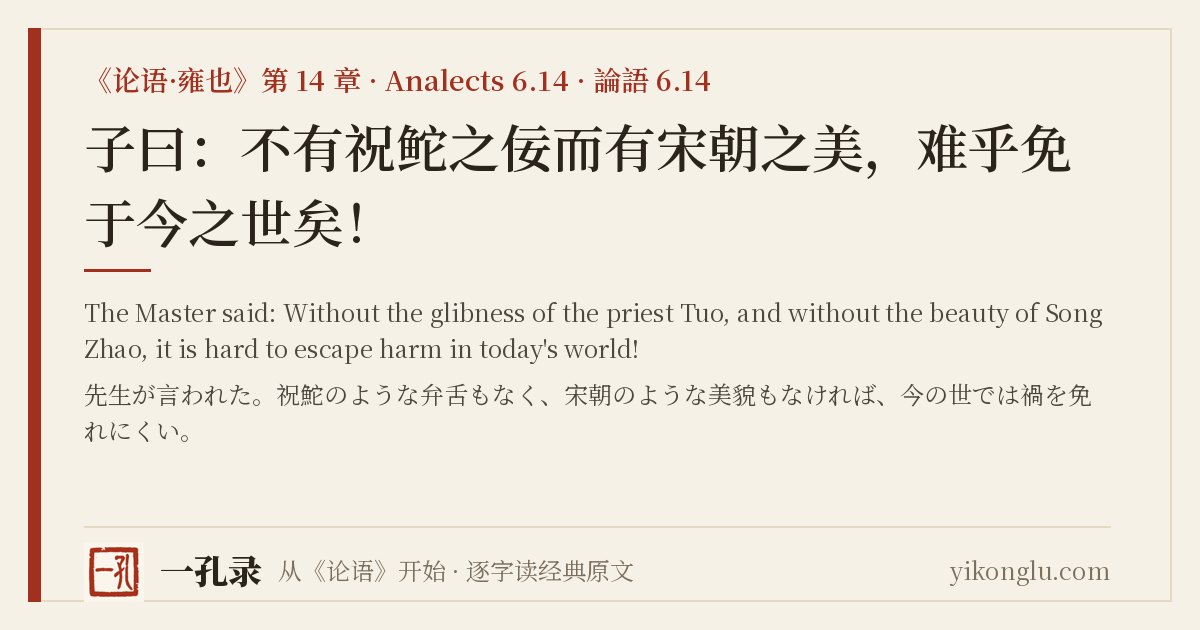 《论语·雍也》第 14 章 · Analects 6.14 · 論語 6.14
子曰：不有祝鮀之佞而有宋朝之美，难乎免
于今之世矣！
The Master said: Without the glibness of the priest Tuo, and without the beauty of Song
Zhao, it is hard to escape harm in today's world!
先生が言われた。祝鮀のような弁舌もなく、宋朝のような美貌もなければ、今の世では禍を免
れにくい。
一孔
一孔录 从《论语》开始 · 逐字读经典原文 yikonglu.com